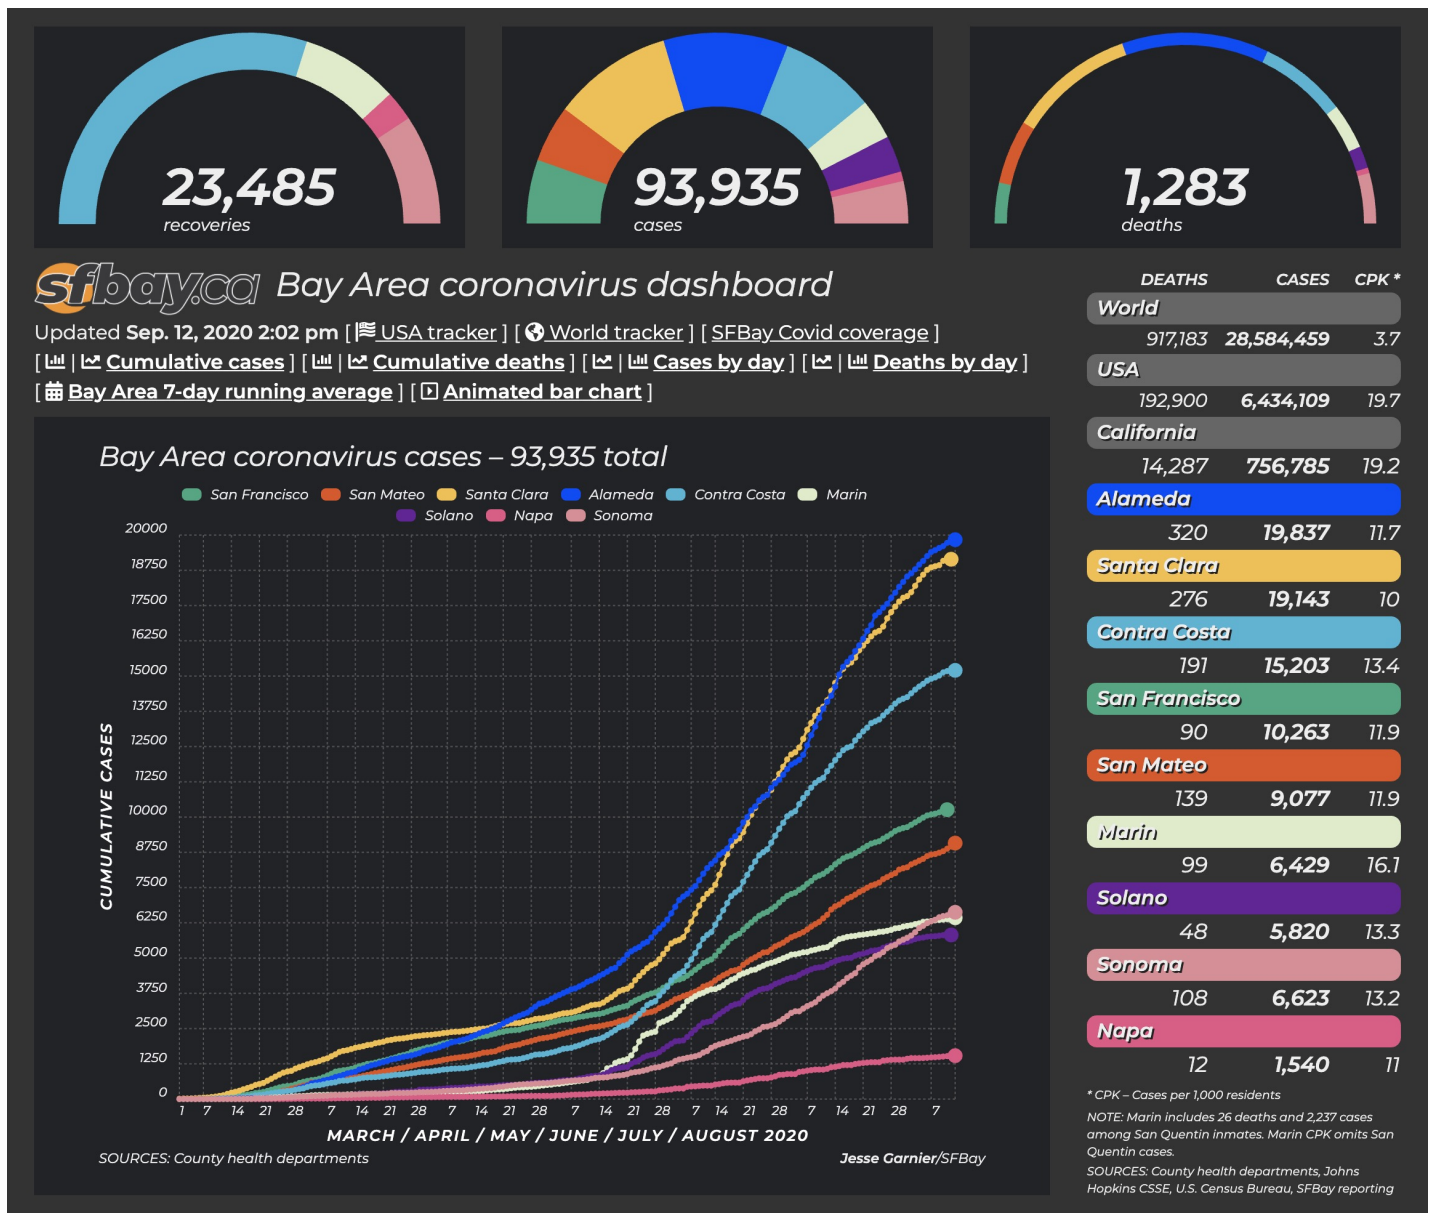 23,485
recoveries
93,935
cases
1,283
deaths
sfbay.ca Bay Area coronavirus dashboard
Updated Sep. 12, 2020 2:02 pm [ USA tracker ] [ World tracker ] [ SFBay Covid coverage ]
[ | Cumulative cases ] [ | Cumulative deaths ] [ | Cases by day ] [ | Deaths by day ]
[ Bay Area 7-day running average ] [ Animated bar chart ]
Bay Area coronavirus cases – 93,935 total
San Francisco San Mateo Santa Clara Alameda Contra Costa Marin
Solano Napa Sonoma
20000
18750
17500
16250
15000
13750
12500
11250
10000
8750
7500
6250
5000
3750
2500
1250
0
CUMULATIVE CASES
1 7 14 21 28 7 14 21 28 7 14 21 28 7 14 21 28 7 14 21 28 7 14 21 28 7
MARCH / APRIL / MAY / JUNE / JULY / AUGUST 2020
SOURCES: County health departments
Jesse Garnier/SFBay
DEATHS CASES CPK *
World
917,183 28,584,459 3.7
USA
192,900 6,434,109 19.7
California
14,287 756,785 19.2
Alameda
320 19,837 11.7
Santa Clara
276 19,143 10
Contra Costa
191 15,203 13.4
San Francisco
90 10,263 11.9
San Mateo
139 9,077 11.9
Marin
99 6,429 16.1
Solano
48 5,820 13.3
Sonoma
108 6,623 13.2
Napa
12 1,540 11
* CPK – Cases per 1,000 residents
NOTE: Marin includes 26 deaths and 2,237 cases
among San Quentin inmates. Marin CPK omits San
Quentin cases.
SOURCES: County health departments, Johns
Hopkins CSSE, U.S. Census Bureau, SFBay reporting